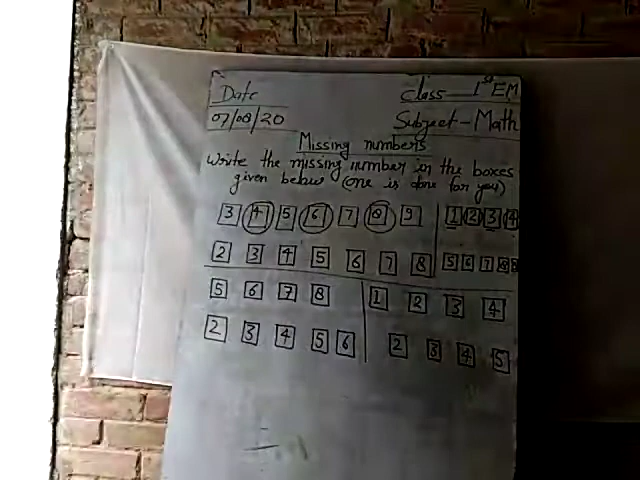 Date
07/08/20
Class - 1st EM
Subject - Math
Missing numbers
Write the missing number in the boxes
given below (one is done for you)
3 4 5 6 7 8 9
1 2 3 4
2 3 4 5 6 7 8
5 6 7 8 9
5 6 7 8
1 2 3 4
2 3 4 5 6
2 3 4 5